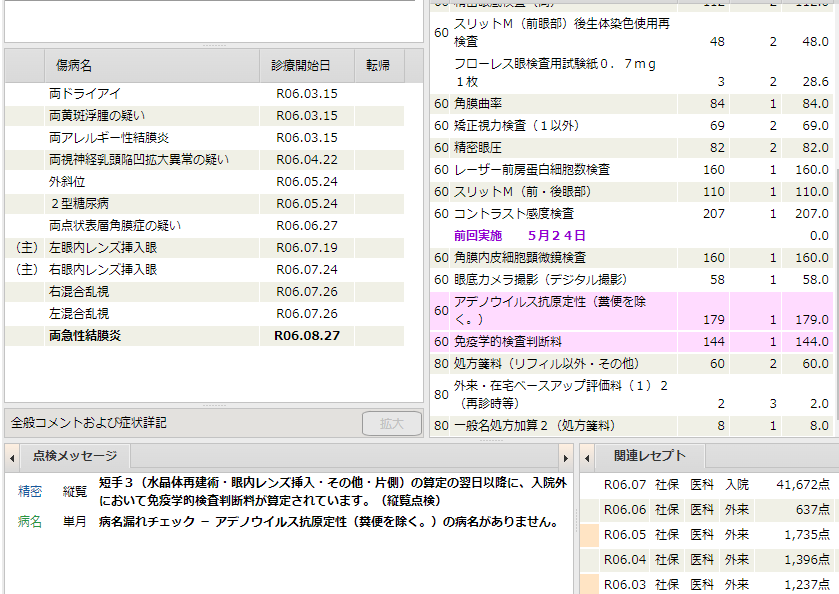 傷病名 診療開始日 転帰
両ドライアイ R06.03.15
両黄斑浮腫の疑い R06.03.15
両アレルギー性結膜炎 R06.03.15
両視神経乳頭陥凹拡大異常の疑い R06.04.22
外斜位 R06.05.24
２型糖尿病 R06.05.24
両点状表層角膜症の疑い R06.06.27
（主） 左眼内レンズ挿入眼 R06.07.19
（主） 右眼内レンズ挿入眼 R06.07.24
右混合乱視 R06.07.26
左混合乱視 R06.07.26
両急性結膜炎 R06.08.27
全般コメントおよび症状詳記 拡大
60 スリットＭ（前眼部）後生体染色使用再
検査 48 2 48.0
フローレス眼検査用試験紙０．７ｍｇ
１枚 3 2 28.6
60 角膜曲率 84 1 84.0
60 矯正視力検査（１以外） 69 2 69.0
60 精密眼圧 82 2 82.0
60 レーザー前房蛋白細胞数検査 160 1 160.0
60 スリットＭ（前・後眼部） 110 1 110.0
60 コントラスト感度検査 207 1 207.0
前回実施 ５月２４日 0.0
60 角膜内皮細胞顕微鏡検査 160 1 160.0
60 眼底カメラ撮影（デジタル撮影） 58 1 58.0
60 アデノウイルス抗原定性（糞便を除
く。） 179 1 179.0
60 免疫学的検査判断料 144 1 144.0
80 処方箋料（リフィル以外・その他） 60 2 60.0
80 外来・在宅ベースアップ評価料（１）２
（再診時等） 2 3 2.0
80 一般名処方加算２（処方箋料） 8 1 8.0
点検メッセージ
精密 縦覧 短手３（水晶体再建術・眼内レンズ挿入・その他・片側）の算定の翌日以降に、入院外
において免疫学的検査判断料が算定されています。（縦覧点検）
病名 単月 病名漏れチェック － アデノウイルス抗原定性（糞便を除く。）の病名がありません。
関連レセプト
R06.07 社保 医科 入院 41,672点
R06.06 社保 医科 外来 637点
R06.05 社保 医科 外来 1,735点
R06.04 社保 医科 外来 1,396点
R06.03 社保 医科 外来 1,237点